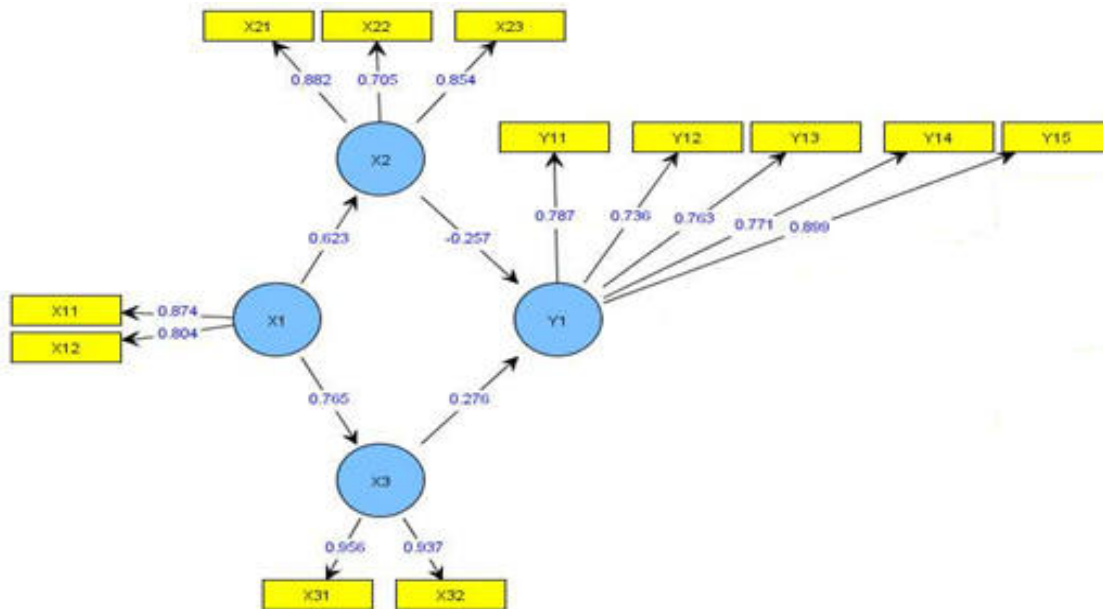 X21 X22 X23
0.882 0.705 0.854
Y11 Y12 Y13 Y14 Y15
X2
0.787 0.736 0.763 0.771 0.899
0.623 -0.257
X11 0.874
X1 Y1
X12 0.804
0.765 0.276
X3
0.956 0.937
X31 X32